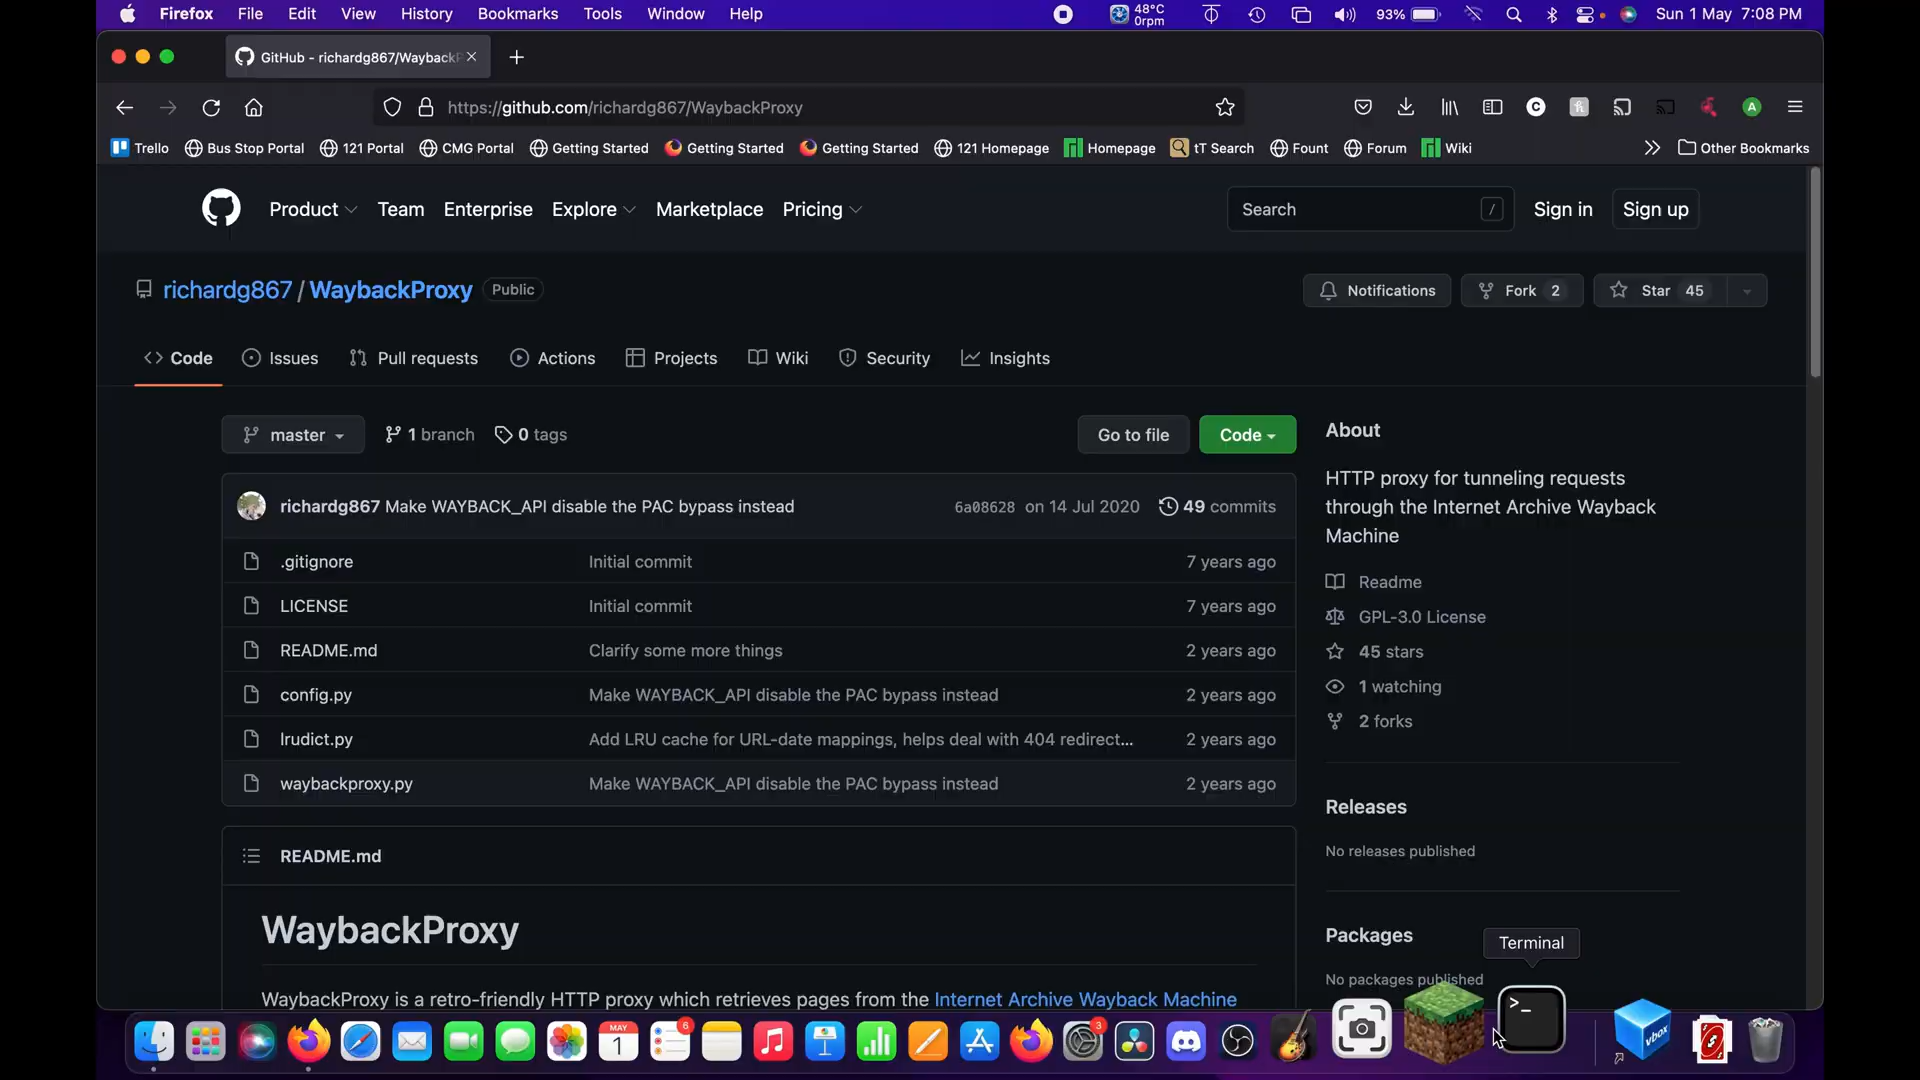 Firefox File Edit View History Bookmarks Tools Window Help 48°C 0rpm 93% Sun 1 May 7:08 PM
GitHub - richardg867/WaybackP
https://github.com/richardg867/WaybackProxy
Trello Bus Stop Portal 121 Portal CMG Portal Getting Started Getting Started Getting Started 121 Homepage Homepage tT Search Fount Forum Wiki Other Bookmarks
Product Team Enterprise Explore Marketplace Pricing Search / Sign in Sign up
richardg867 / WaybackProxy Public Notifications Fork 2 Star 45
Code Issues Pull requests Actions Projects Wiki Security Insights
master 1 branch 0 tags Go to file Code
About
HTTP proxy for tunneling requests
through the Internet Archive Wayback
Machine
Readme
GPL-3.0 License
45 stars
1 watching
2 forks
richardg867 Make WAYBACK_API disable the PAC bypass instead 6a08628 on 14 Jul 2020 49 commits
.gitignore Initial commit 7 years ago
LICENSE Initial commit 7 years ago
README.md Clarify some more things 2 years ago
config.py Make WAYBACK_API disable the PAC bypass instead 2 years ago
lrudict.py Add LRU cache for URL-date mappings, helps deal with 404 redirect... 2 years ago
waybackproxy.py Make WAYBACK_API disable the PAC bypass instead 2 years ago
Releases
No releases published
Packages
No packages published
README.md
WaybackProxy
WaybackProxy is a retro-friendly HTTP proxy which retrieves pages from the Internet Archive Wayback Machine
Terminal
MAY
1
6
3
>_
vbox